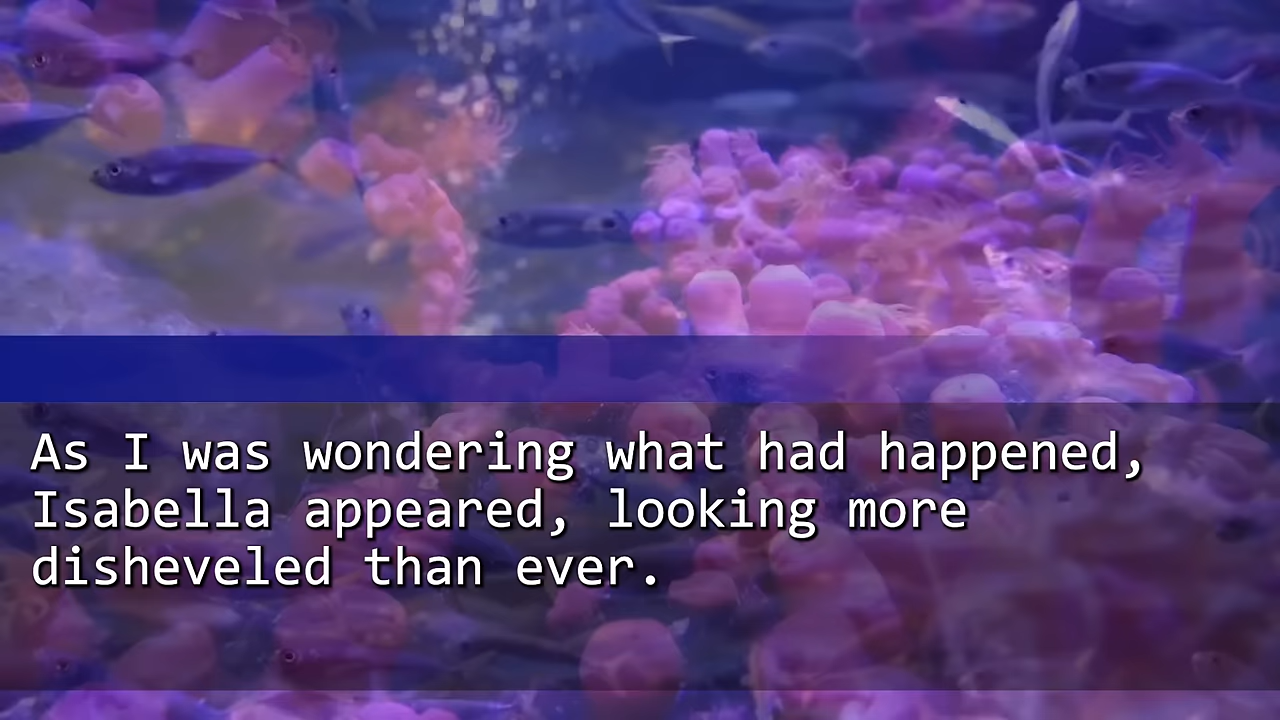 As I was wondering what had happened,
Isabella appeared, looking more
disheveled than ever.